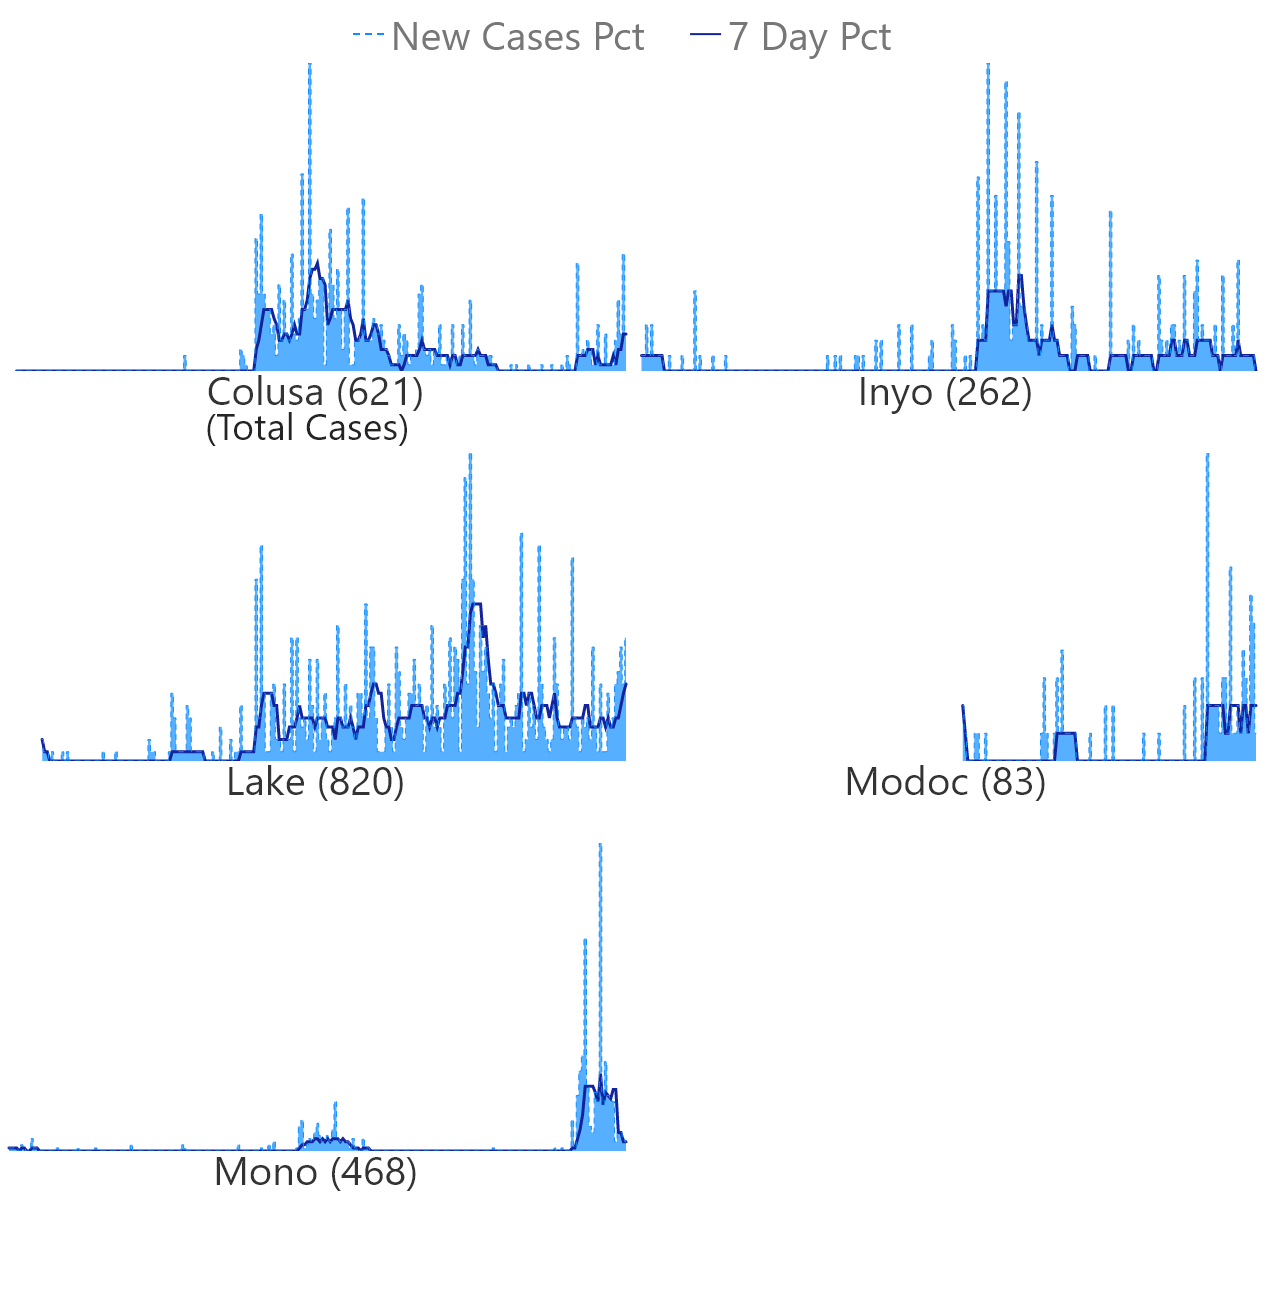 New Cases Pct 7 Day Pct
Colusa (621) Inyo (262)
(Total Cases)
Lake (820) Modoc (83)
Mono (468)